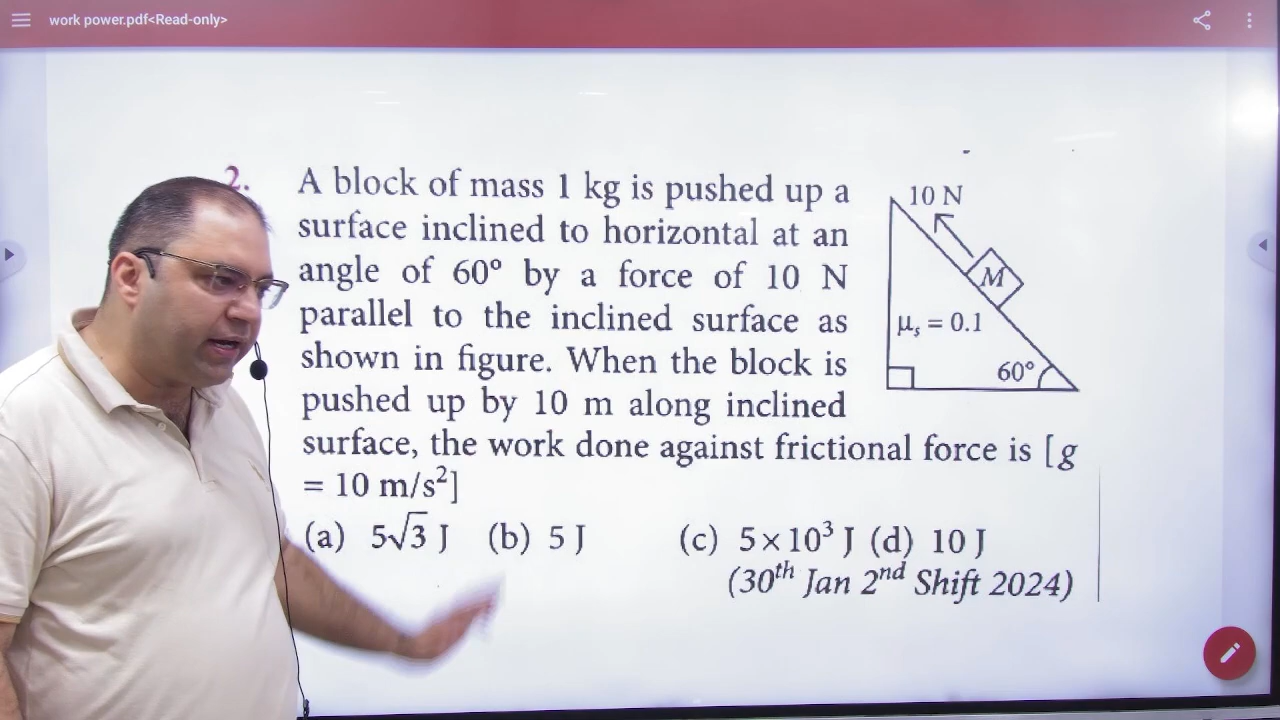 work power.pdf<Read-only>
2. A block of mass 1 kg is pushed up a
surface inclined to horizontal at an
angle of 60° by a force of 10 N
parallel to the inclined surface as
shown in figure. When the block is
pushed up by 10 m along inclined
surface, the work done against frictional force is [g
= 10 m/s²]
(a) 5√3 J (b) 5 J (c) 5×10³ J (d) 10 J
(30th Jan 2nd Shift 2024)
10 N
M
μs = 0.1
60°